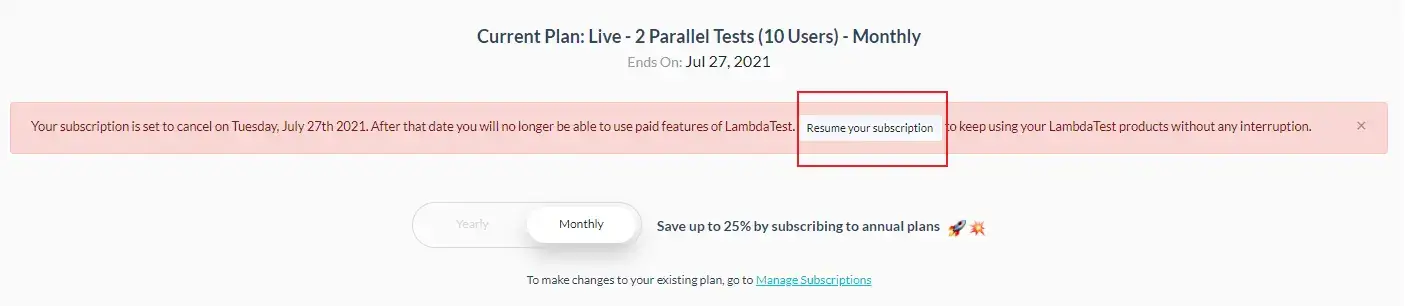 Current Plan: Live - 2 Parallel Tests (10 Users) - Monthly
Ends On: Jul 27, 2021
Your subscription is set to cancel on Tuesday, July 27th 2021. After that date you will no longer be able to use paid features of LambdaTest. Resume your subscription to keep using your LambdaTest products without any interruption. ×
Yearly Monthly Save up to 25% by subscribing to annual plans 🚀 💥
To make changes to your existing plan, go to Manage Subscriptions